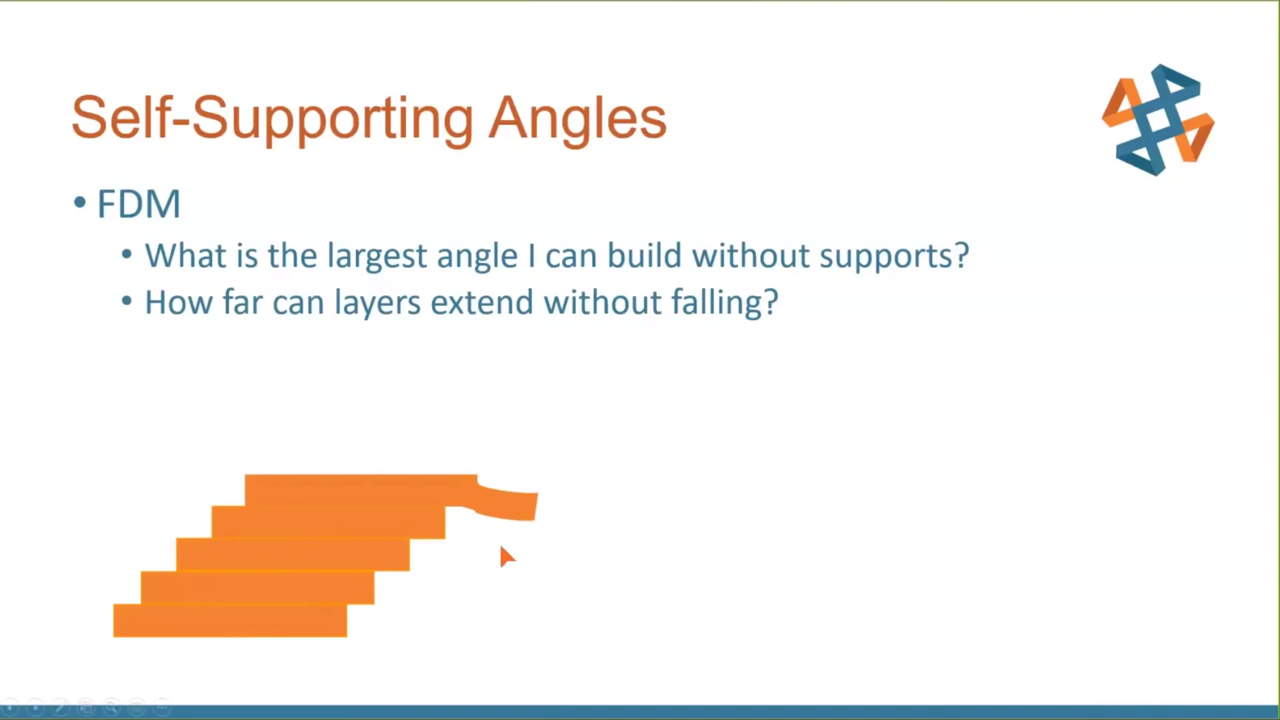 Self-Supporting Angles
• FDM
• What is the largest angle I can build without supports?
• How far can layers extend without falling?